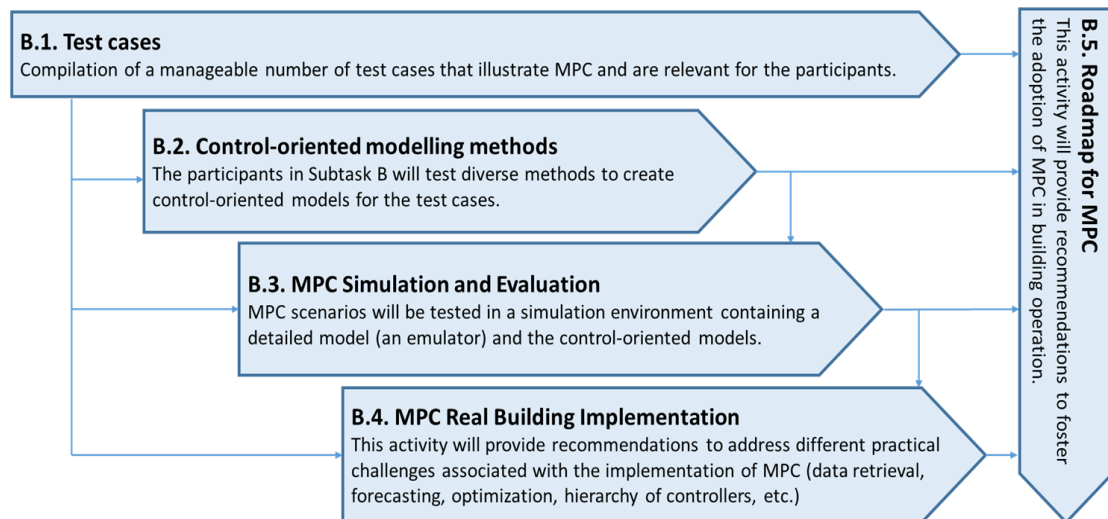 B.1. Test cases
Compilation of a manageable number of test cases that illustrate MPC and are relevant for the participants.
B.2. Control-oriented modelling methods
The participants in Subtask B will test diverse methods to create
control-oriented models for the test cases.
B.3. MPC Simulation and Evaluation
MPC scenarios will be tested in a simulation environment containing a
detailed model (an emulator) and the control-oriented models.
B.4. MPC Real Building Implementation
This activity will provide recommendations to address different practical
challenges associated with the implementation of MPC (data retrieval,
forecasting, optimization, hierarchy of controllers, etc.)
B.5. Roadmap for MPC
This activity will provide recommendations to foster
the adoption of MPC in building operation.